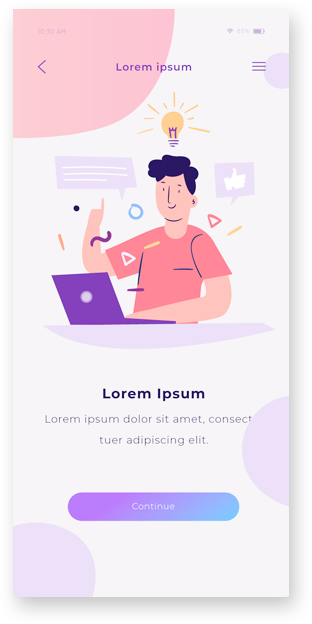 10:30 AM
85%
Lorem ipsum
Lorem Ipsum
Lorem ipsum dolor sit amet, consect
tuer adipiscing elit.
Continue